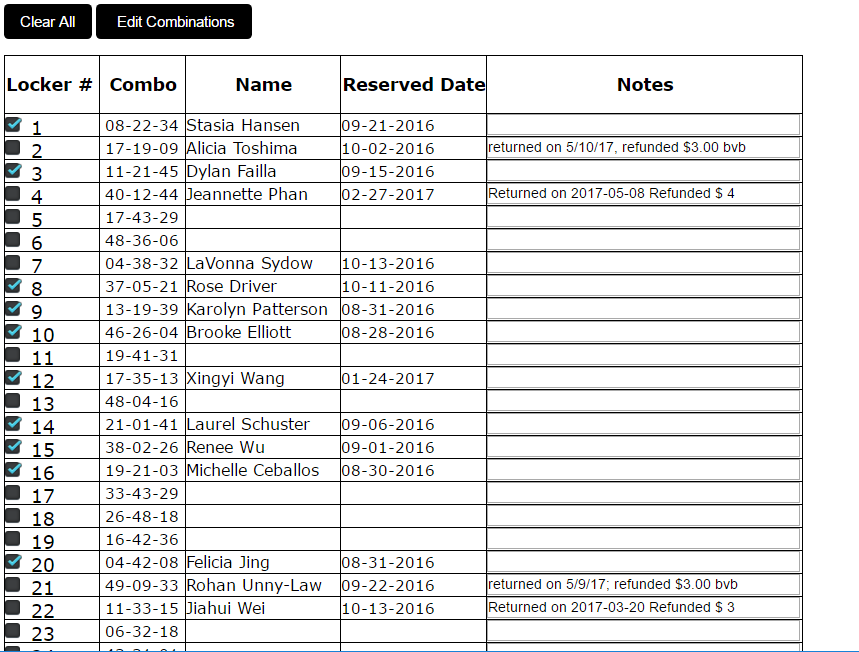 Clear All Edit Combinations
Locker # Combo Name Reserved Date Notes
1 08-22-34 Stasia Hansen 09-21-2016
2 17-19-09 Alicia Toshima 10-02-2016 returned on 5/10/17, refunded $3.00 bvb
3 11-21-45 Dylan Failla 09-15-2016
4 40-12-44 Jeannette Phan 02-27-2017 Returned on 2017-05-08 Refunded $ 4
5 17-43-29
6 48-36-06
7 04-38-32 LaVonna Sydow 10-13-2016
8 37-05-21 Rose Driver 10-11-2016
9 13-19-39 Karolyn Patterson 08-31-2016
10 46-26-04 Brooke Elliott 08-28-2016
11 19-41-31
12 17-35-13 Xingyi Wang 01-24-2017
13 48-04-16
14 21-01-41 Laurel Schuster 09-06-2016
15 38-02-26 Renee Wu 09-01-2016
16 19-21-03 Michelle Ceballos 08-30-2016
17 33-43-29
18 26-48-18
19 16-42-36
20 04-42-08 Felicia Jing 08-31-2016
21 49-09-33 Rohan Unny-Law 09-22-2016 returned on 5/9/17; refunded $3.00 bvb
22 11-33-15 Jiahui Wei 10-13-2016 Returned on 2017-03-20 Refunded $ 3
23 06-32-18